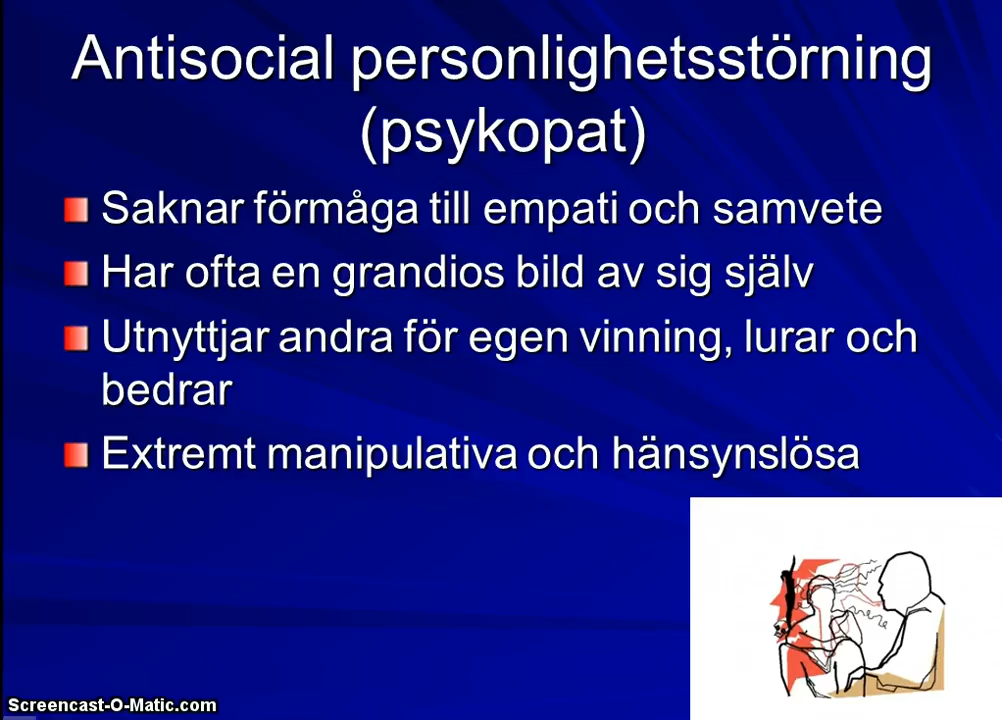 Antisocial personlighetsstörning
(psykopat)
Saknar förmåga till empati och samvete
Har ofta en grandios bild av sig själv
Utnyttjar andra för egen vinning, lurar och
bedrar
Extremt manipulativa och hänsynslösa
Screencast-O-Matic.com